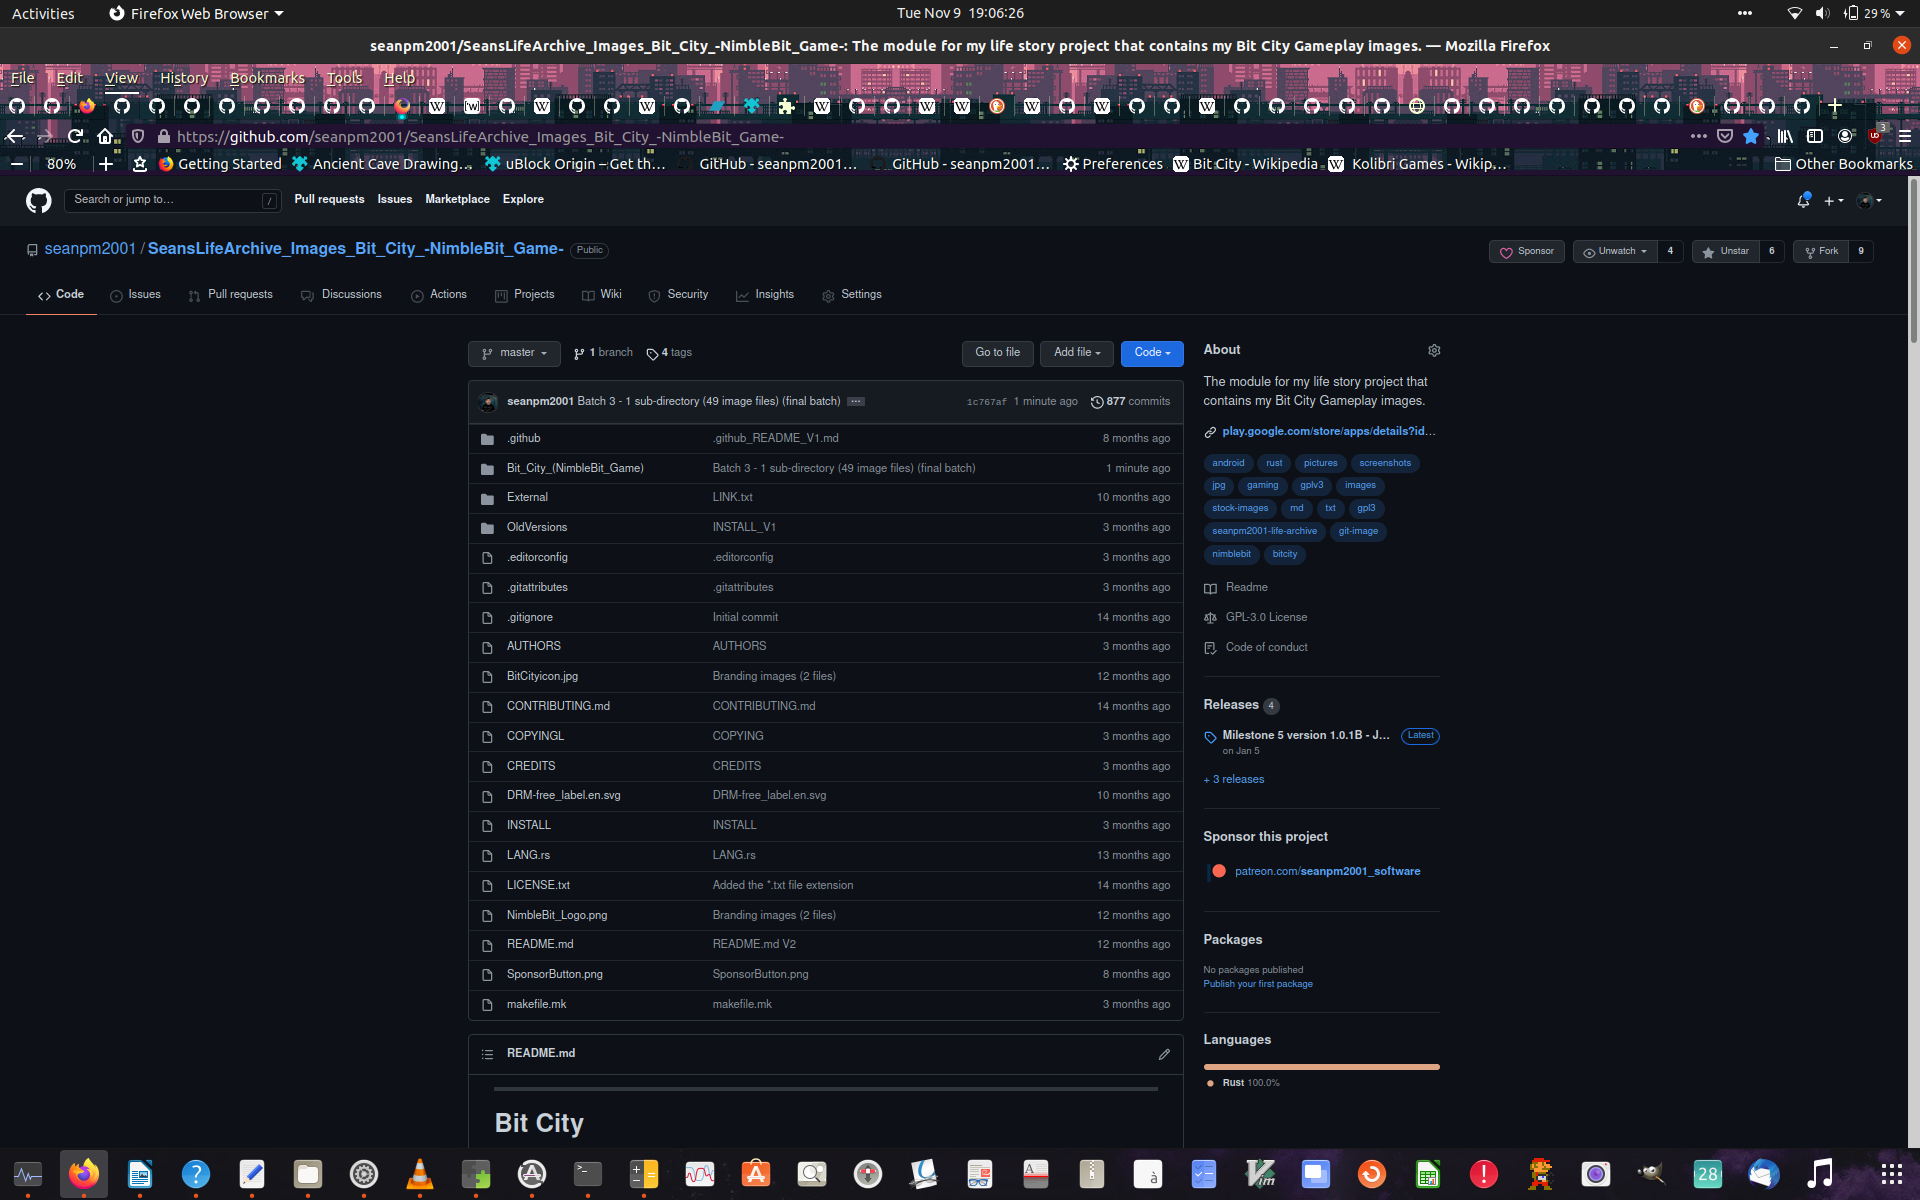 Activities Firefox Web Browser Tue Nov 9 19:06:26 29 %
seanpm2001/SeansLifeArchive_Images_Bit_City_-NimbleBit_Game-: The module for my life story project that contains my Bit City Gameplay images. — Mozilla Firefox
File Edit View History Bookmarks Tools Help
https://github.com/seanpm2001/SeansLifeArchive_Images_Bit_City_-NimbleBit_Game- 3
80% Getting Started Ancient Cave Drawing… uBlock Origin – Get th… GitHub - seanpm2001… GitHub - seanpm2001… Preferences Bit City - Wikipedia Kolibri Games - Wikip… Other Bookmarks
Search or jump to… / Pull requests Issues Marketplace Explore
seanpm2001 / SeansLifeArchive_Images_Bit_City_-NimbleBit_Game- Public Sponsor Unwatch 4 Unstar 6 Fork 9
Code Issues Pull requests Discussions Actions Projects Wiki Security Insights Settings
master 1 branch 4 tags Go to file Add file Code
seanpm2001 Batch 3 - 1 sub-directory (49 image files) (final batch) ... 1c767af 1 minute ago 877 commits
.github .github_README_V1.md 8 months ago
Bit_City_(NimbleBit_Game) Batch 3 - 1 sub-directory (49 image files) (final batch) 1 minute ago
External LINK.txt 10 months ago
OldVersions INSTALL_V1 3 months ago
.editorconfig .editorconfig 3 months ago
.gitattributes .gitattributes 3 months ago
.gitignore Initial commit 14 months ago
AUTHORS AUTHORS 3 months ago
BitCityicon.jpg Branding images (2 files) 12 months ago
CONTRIBUTING.md CONTRIBUTING.md 14 months ago
COPYINGL COPYING 3 months ago
CREDITS CREDITS 3 months ago
DRM-free_label.en.svg DRM-free_label.en.svg 10 months ago
INSTALL INSTALL 3 months ago
LANG.rs LANG.rs 13 months ago
LICENSE.txt Added the *.txt file extension 14 months ago
NimbleBit_Logo.png Branding images (2 files) 12 months ago
README.md README.md V2 12 months ago
SponsorButton.png SponsorButton.png 8 months ago
makefile.mk makefile.mk 3 months ago
README.md
Bit City
About
The module for my life story project that
contains my Bit City Gameplay images.
play.google.com/store/apps/details?id…
android rust pictures screenshots
jpg gaming gplv3 images
stock-images md txt gpl3
seanpm2001-life-archive git-image
nimblebit bitcity
Readme
GPL-3.0 License
Code of conduct
Releases 4
Milestone 5 version 1.0.1B - J… Latest
on Jan 5
+ 3 releases
Sponsor this project
patreon.com/seanpm2001_software
Packages
No packages published
Publish your first package
Languages
Rust 100.0%
28